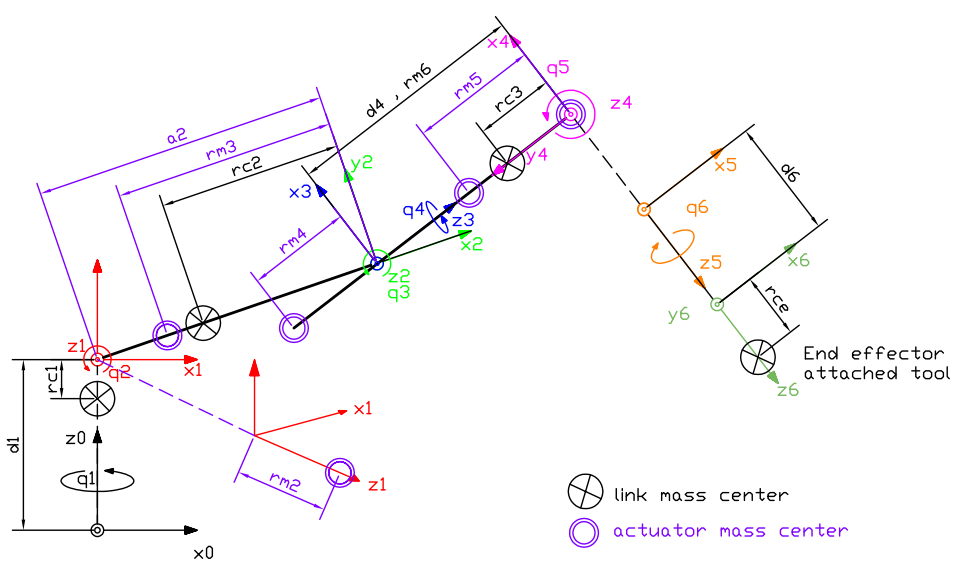 x4
q5
z4
d4 , rm6
rm5
rc3
y4
a2
rm3
rc2
y2
x3
q4
z3
x2
rm4
z2
q3
x5
q6
d6
z5
x6
y6
rce
z6
End effector
attached tool
z1
q2
x1
rc1
d1
z0
q1
x0
x1
rm2
z1
link mass center
actuator mass center